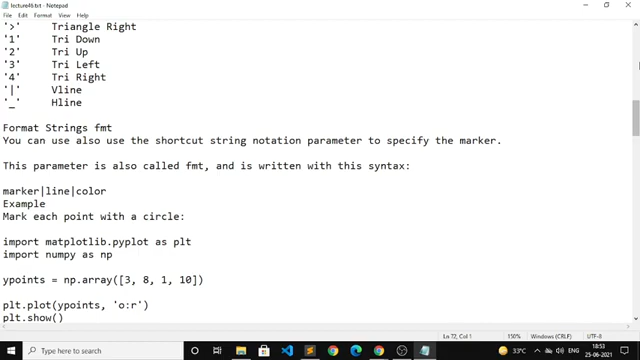 lecture46.txt - Notepad
File Edit Format View Help
'>' Triangle Right
'1' Tri Down
'2' Tri Up
'3' Tri Left
'4' Tri Right
'|' Vline
'_' Hline
Format Strings fmt
You can use also use the shortcut string notation parameter to specify the marker.
This parameter is also called fmt, and is written with this syntax:
marker|line|color
Example
Mark each point with a circle:
import matplotlib.pyplot as plt
import numpy as np
ypoints = np.array([3, 8, 1, 10])
plt.plot(ypoints, 'o:r')
plt.show()
Ln 72, Col 1 150% Windows (CRLF) UTF-8
Type here to search 33°C ENG 18:53
25-06-2021